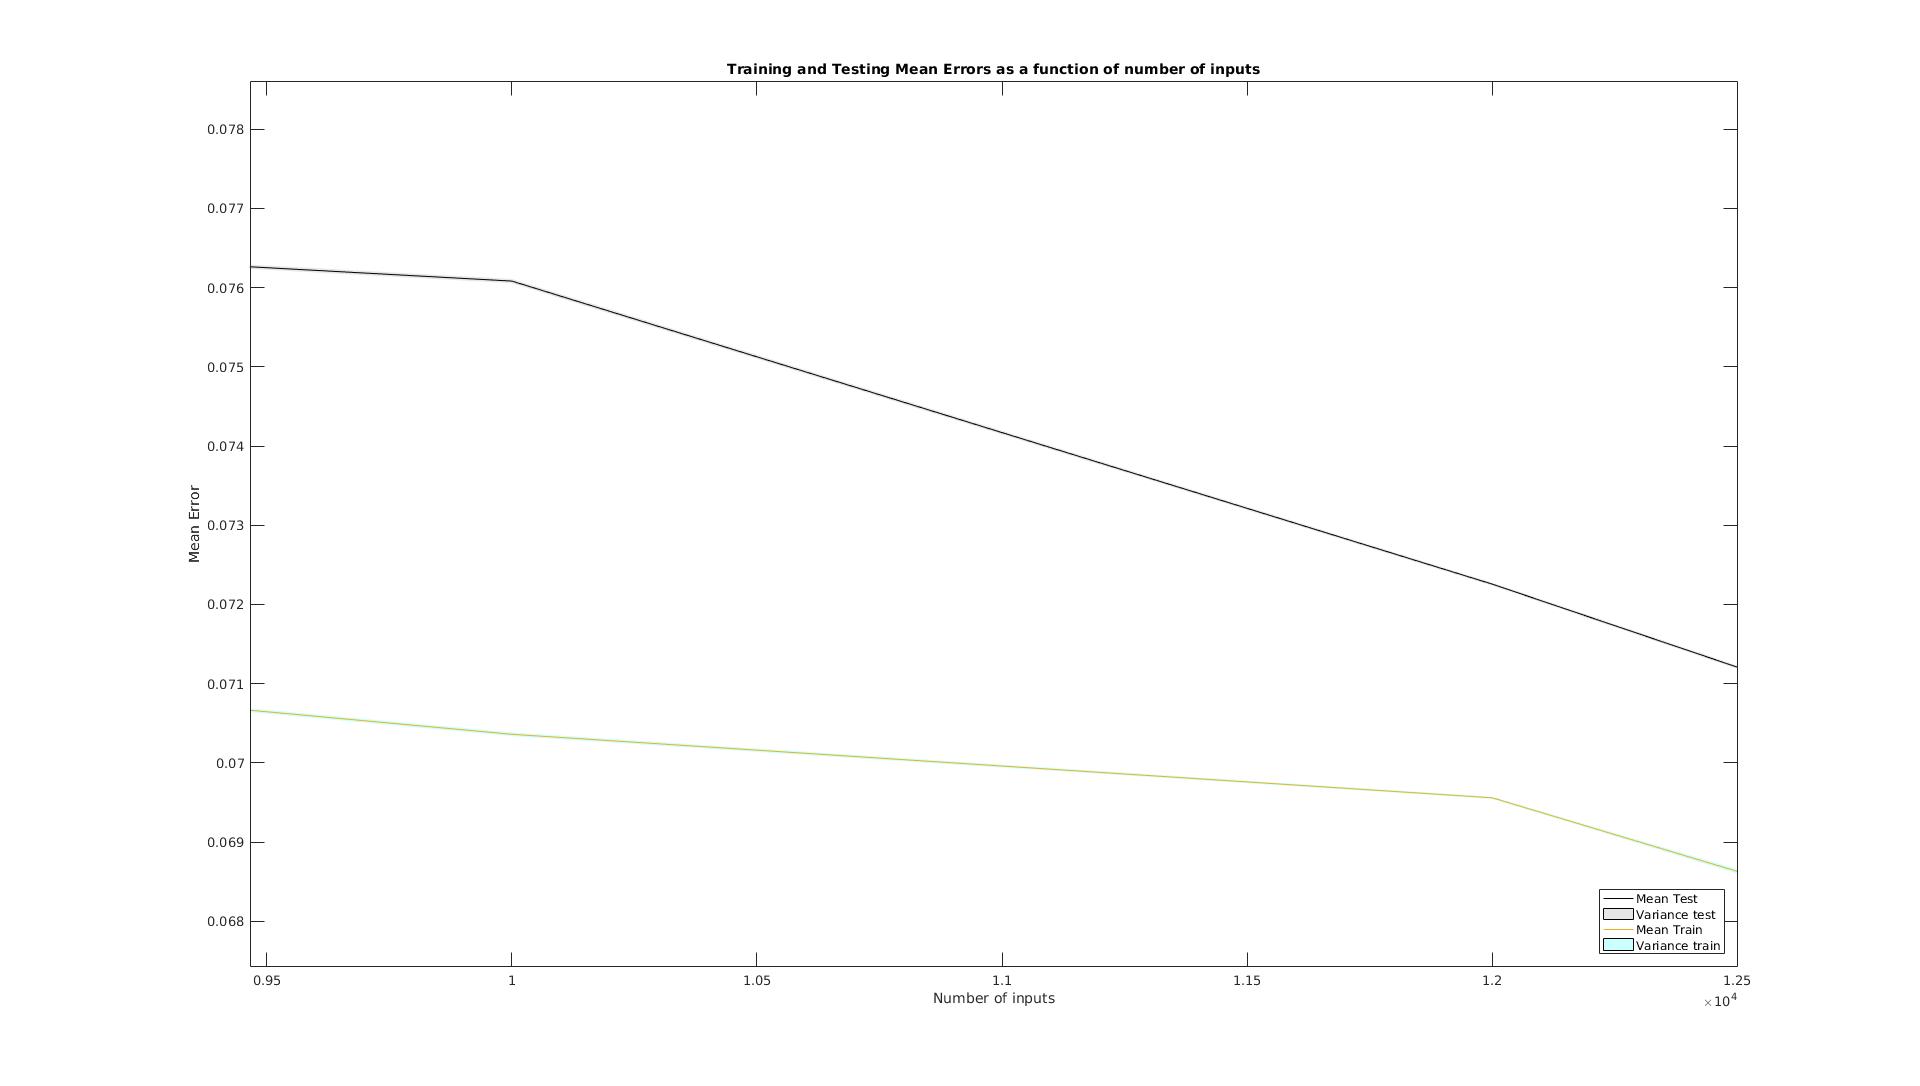 Training and Testing Mean Errors as a function of number of inputs
0.078
0.077
0.076
0.075
0.074
0.073
0.072
0.071
0.07
0.069
0.068
Mean Error
Mean Test
Variance test
Mean Train
Variance train
0.95 1 1.05 1.1 1.15 1.2 1.25
Number of inputs
×10⁴